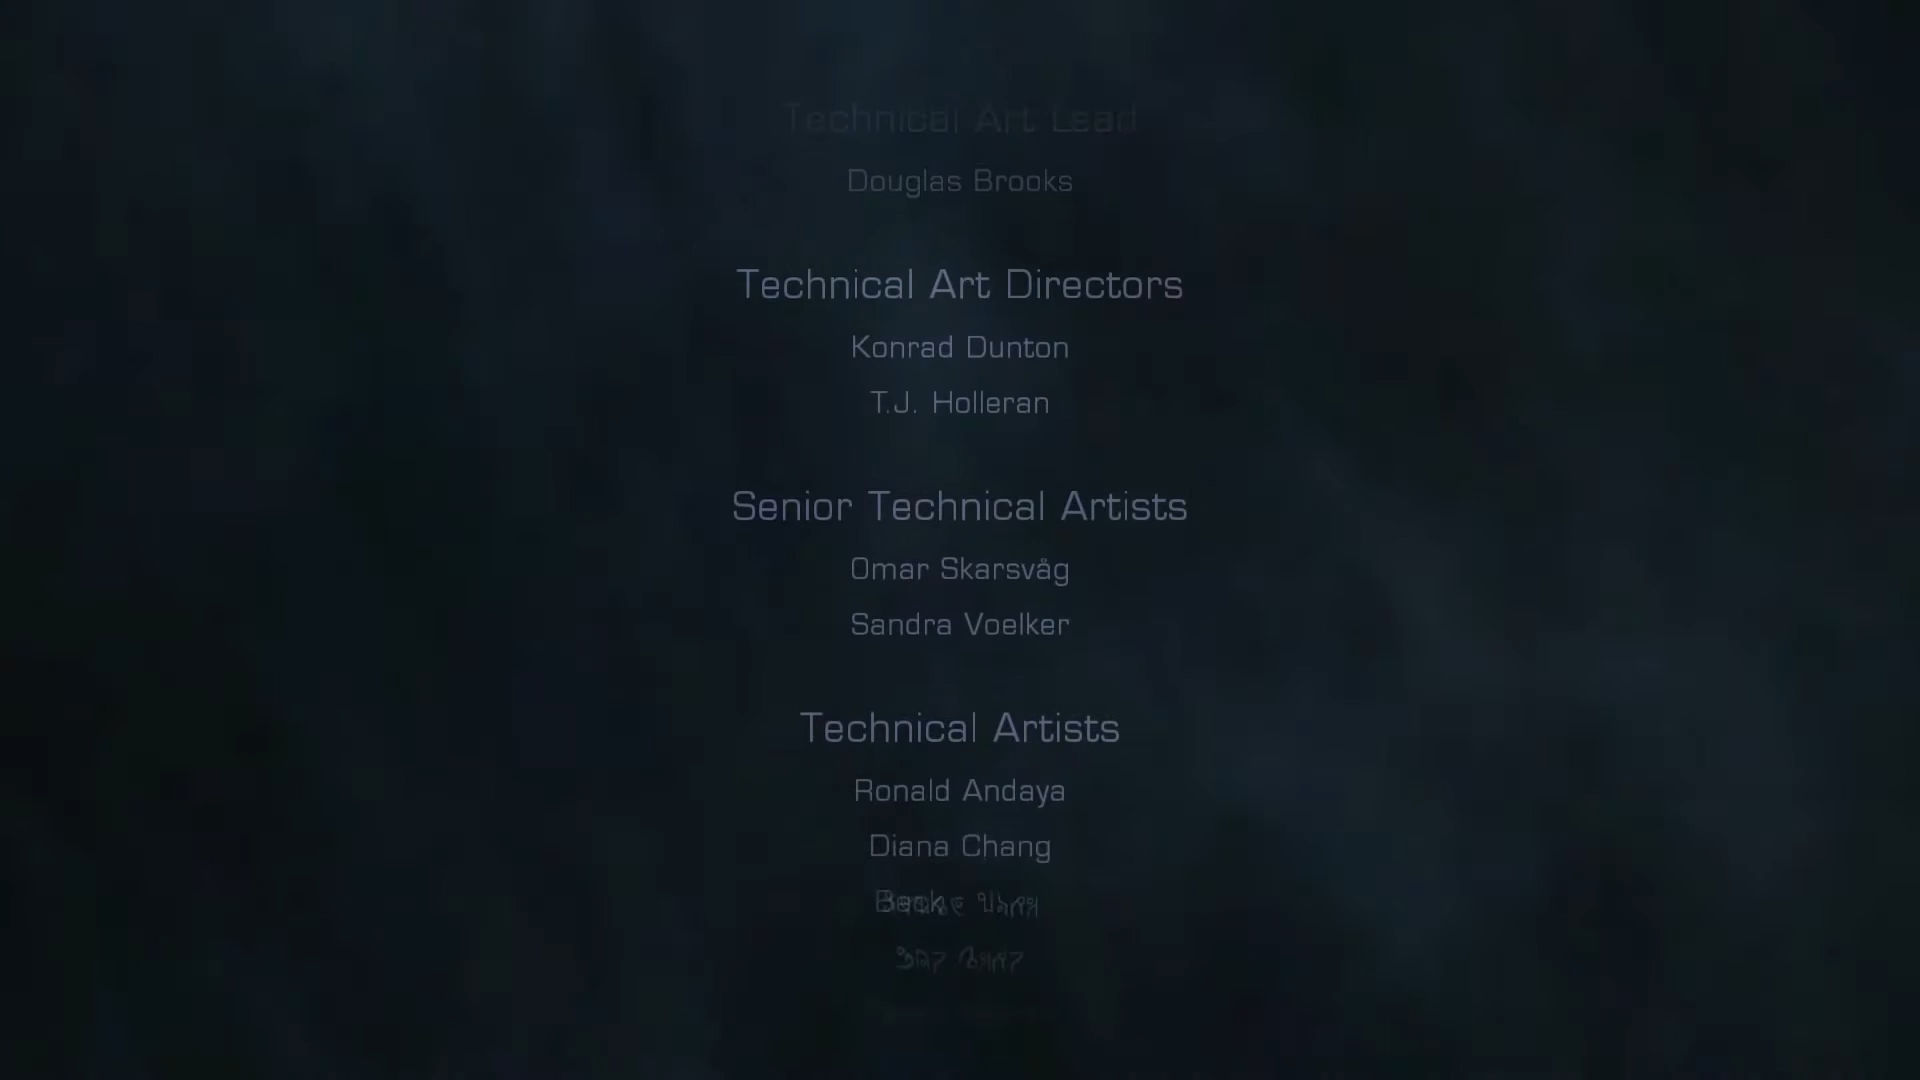 Technical Art Lead
Douglas Brooks
Technical Art Directors
Konrad Dunton
T.J. Holleran
Senior Technical Artists
Omar Skarsvåg
Sandra Voelker
Technical Artists
Ronald Andaya
Diana Chang